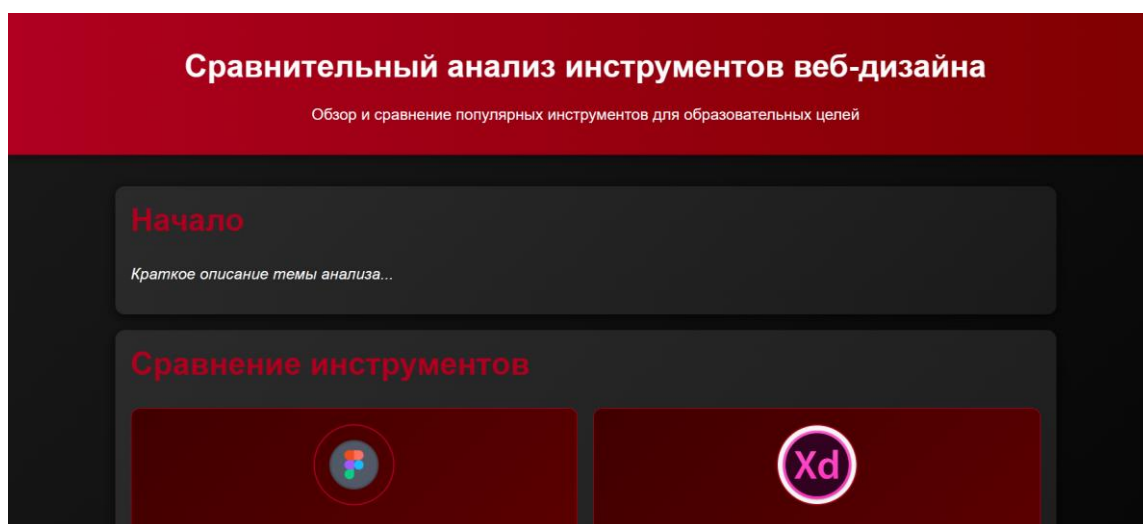 Сравнительный анализ инструментов веб-дизайна
Обзор и сравнение популярных инструментов для образовательных целей
Начало
Краткое описание темы анализа...
Сравнение инструментов
Xd